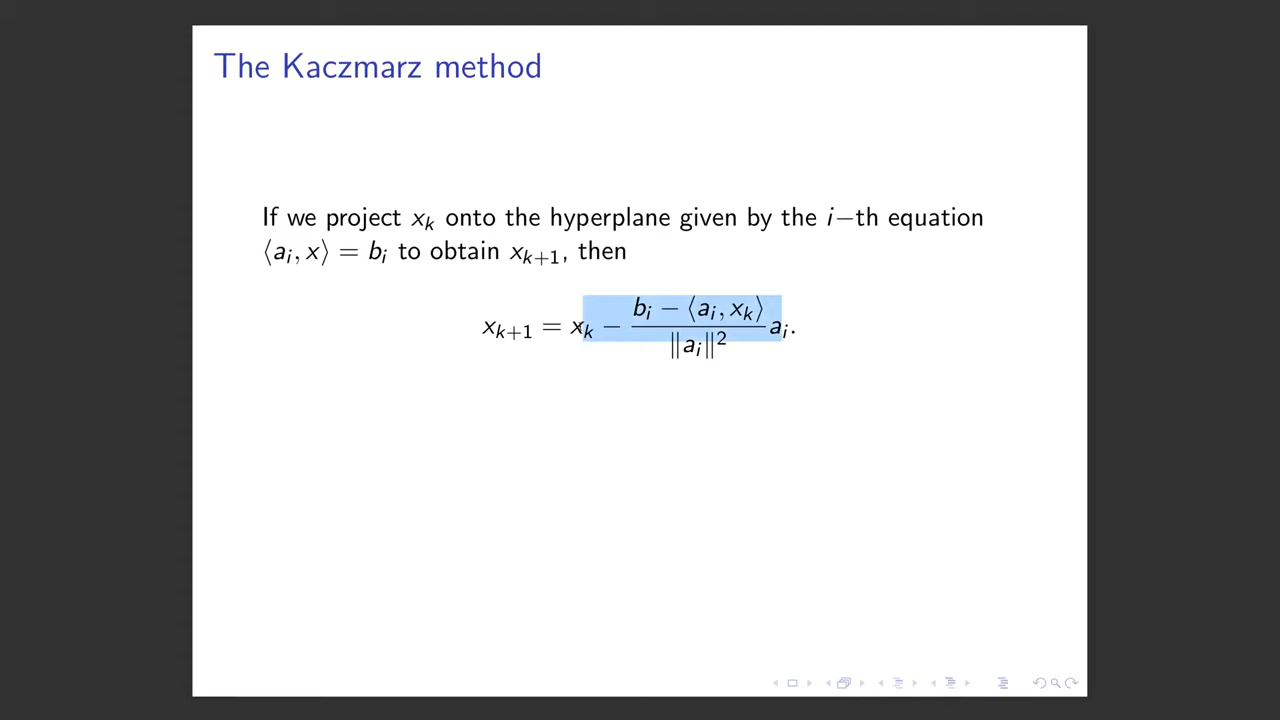 The Kaczmarz method
If we project x_k onto the hyperplane given by the i−th equation
⟨a_i, x⟩ = b_i to obtain x_{k+1}, then
x_{k+1} = x_k − \frac{b_i − ⟨a_i, x_k⟩}{‖a_i‖^2} a_i.